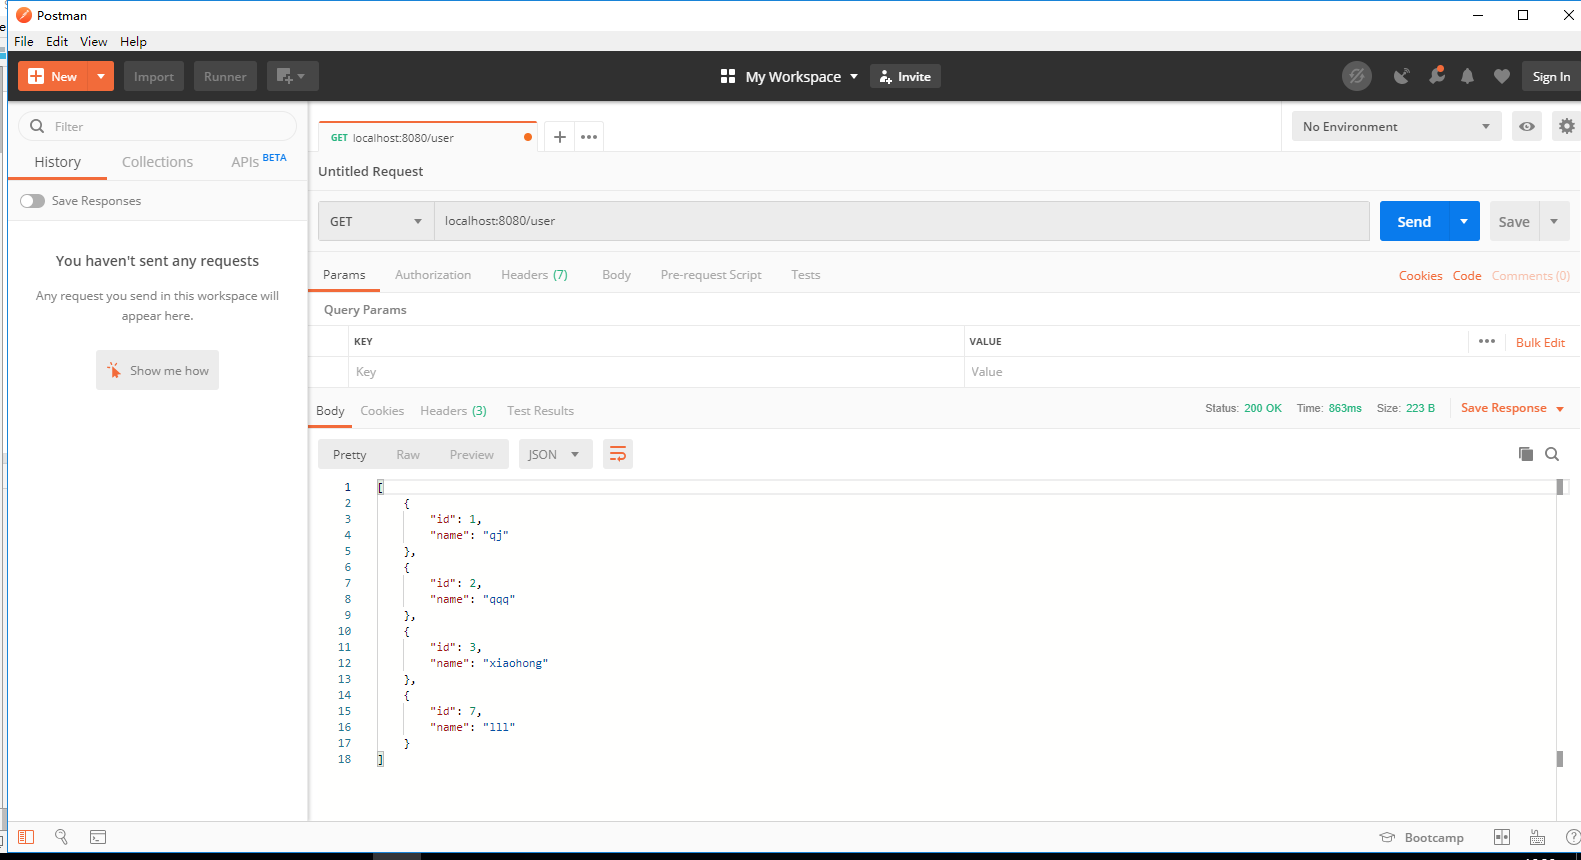 Postman
File Edit View Help
New Import Runner My Workspace Invite Sign In
Filter
History Collections APIs BETA
Save Responses
You haven't sent any requests
Any request you send in this workspace will
appear here.
Show me how
GET localhost:8080/user
No Environment
Untitled Request
GET localhost:8080/user Send Save
Params Authorization Headers (7) Body Pre-request Script Tests Cookies Code Comments (0)
Query Params
KEY VALUE Bulk Edit
Key Value
Body Cookies Headers (3) Test Results Status: 200 OK Time: 863ms Size: 223 B Save Response
Pretty Raw Preview JSON
1 [
2 {
3 "id": 1,
4 "name": "qj"
5 },
6 {
7 "id": 2,
8 "name": "qqq"
9 },
10 {
11 "id": 3,
12 "name": "xiaohong"
13 },
14 {
15 "id": 7,
16 "name": "lll"
17 }
18 ]
Bootcamp